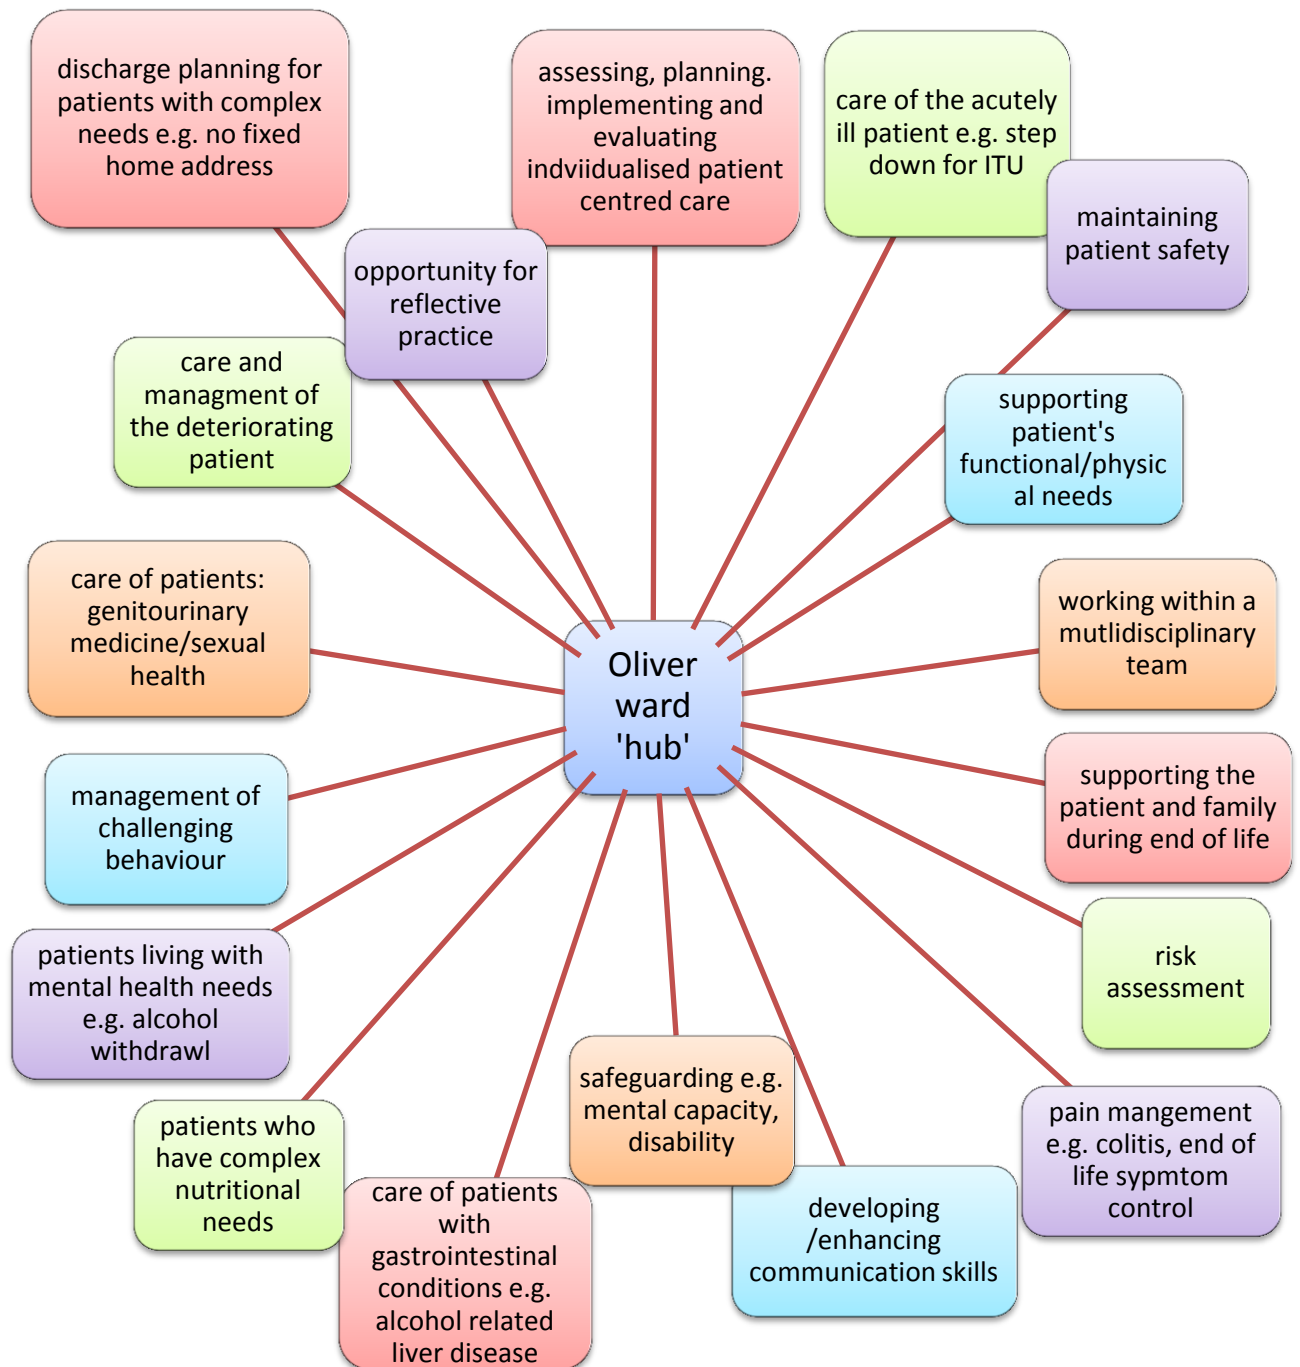 discharge planning for
patients with complex
needs e.g. no fixed
home address
assessing, planning.
implementing and
evaluating
indviidualised patient
centred care
care of the acutely
ill patient e.g. step
down for ITU
maintaining
patient safety
opportunity for
reflective
practice
care and
managment of
the deteriorating
patient
supporting
patient's
functional/physic
al needs
care of patients:
genitourinary
medicine/sexual
health
Oliver
ward
'hub'
working within a
mutlidisciplinary
team
management of
challenging
behaviour
supporting the
patient and family
during end of life
patients living with
mental health needs
e.g. alcohol
withdrawl
risk
assessment
patients who
have complex
nutritional
needs
care of patients
with
gastrointestinal
conditions e.g.
alcohol related
liver disease
safeguarding e.g.
mental capacity,
disability
developing
/enhancing
communication skills
pain mangement
e.g. colitis, end of
life sypmtom
control